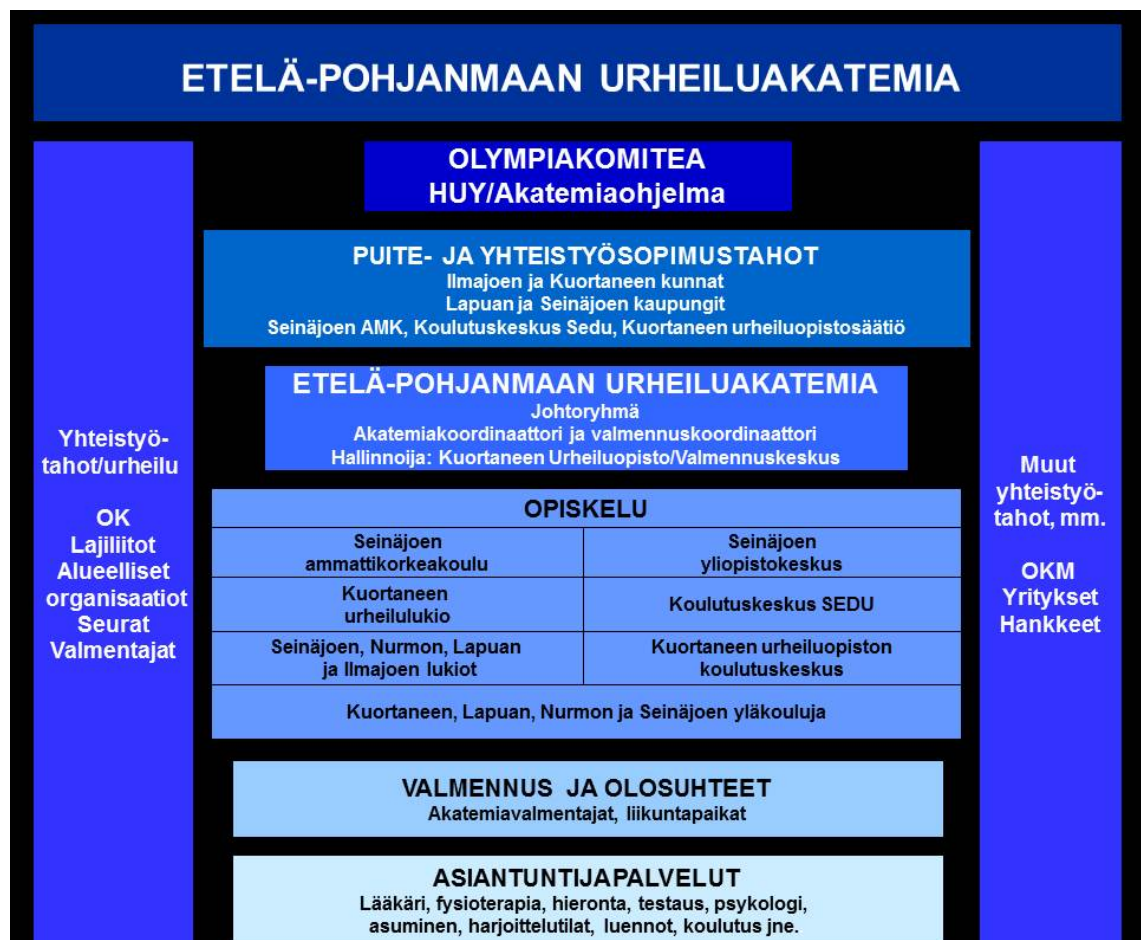 ETELÄ-POHJANMAAN URHEILUAKATEMIA
Yhteistyö-
tahot/urheilu
OK
Lajiliitot
Alueelliset
organisaatiot
Seurat
Valmentajat
OLYMPIAKOMITEA
HUY/Akatemiaohjelma
PUITE- JA YHTEISTYÖSOPIMUSTAHOT
Ilmajoen ja Kuortaneen kunnat
Lapuan ja Seinäjoen kaupungit
Seinäjoen AMK, Koulutuskeskus Sedu, Kuortaneen urheiluopistosäätiö
ETELÄ-POHJANMAAN URHEILUAKATEMIA
Johtoryhmä
Akatemiakoordinaattori ja valmennuskoordinaattori
Hallinnoija: Kuortaneen Urheiluopisto/Valmennuskeskus
OPISKELU
Seinäjoen
ammattikorkeakoulu
Seinäjoen
yliopistokeskus
Kuortaneen
urheilulukio
Koulutuskeskus SEDU
Seinäjoen, Nurmon, Lapuan
ja Ilmajoen lukiot
Kuortaneen urheiluopiston
koulutuskeskus
Kuortaneen, Lapuan, Nurmon ja Seinäjoen yläkouluja
VALMENNUS JA OLOSUHTEET
Akatemiavalmentajat, liikuntapaikat
ASIANTUNTIJAPALVELUT
Lääkäri, fysioterapia, hieronta, testaus, psykologi,
asuminen, harjoittelutilat, luennot, koulutus jne.
Muut
yhteistyö-
tahot, mm.
OKM
Yritykset
Hankkeet